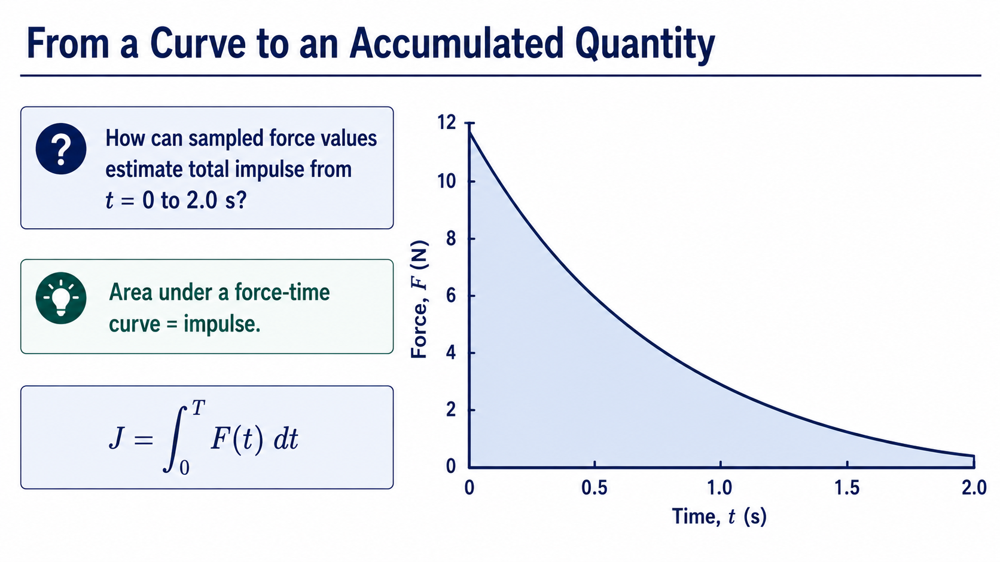 From a Curve to an Accumulated Quantity
?
How can sampled force values
estimate total impulse from
t = 0 to 2.0 s?
Area under a force-time
curve = impulse.
J = ∫₀ᵀ F(t) dt
Force, F (N)
12
10
8
6
4
2
0
0 0.5 1.0 1.5 2.0
Time, t (s)